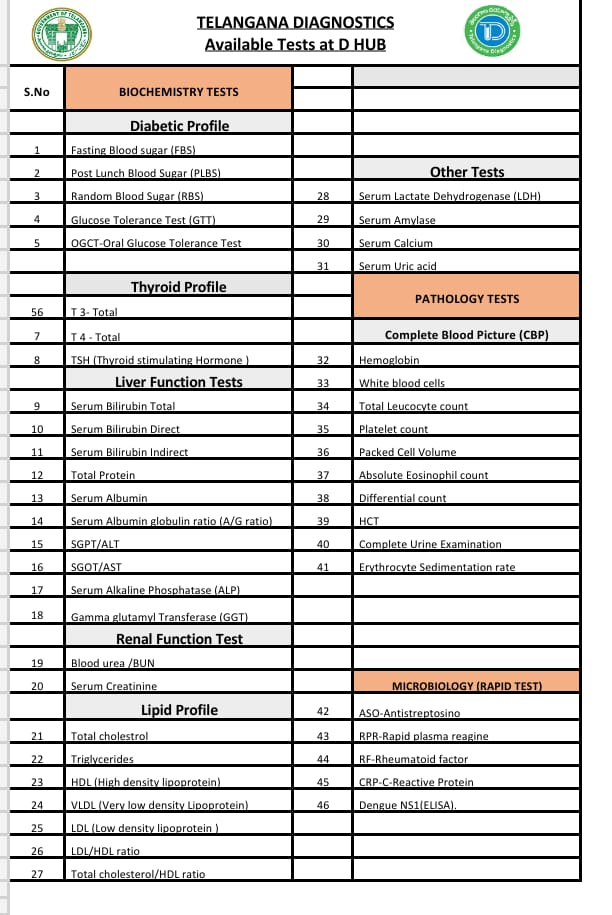 TELANGANA DIAGNOSTICS
Available Tests at D HUB
S.No BIOCHEMISTRY TESTS
Diabetic Profile
1 Fasting Blood sugar (FBS)
2 Post Lunch Blood Sugar (PLBS)
3 Random Blood Sugar (RBS)
4 Glucose Tolerance Test (GTT)
5 OGCT-Oral Glucose Tolerance Test
Thyroid Profile
56 T 3- Total
7 T 4 - Total
8 TSH (Thyroid stimulating Hormone )
Liver Function Tests
9 Serum Bilirubin Total
10 Serum Bilirubin Direct
11 Serum Bilirubin Indirect
12 Total Protein
13 Serum Albumin
14 Serum Albumin globulin ratio (A/G ratio)
15 SGPT/ALT
16 SGOT/AST
17 Serum Alkaline Phosphatase (ALP)
18 Gamma glutamyl Transferase (GGT)
Renal Function Test
19 Blood urea /BUN
20 Serum Creatinine
Lipid Profile
21 Total cholestrol
22 Triglycerides
23 HDL (High density lipoprotein)
24 VLDL (Very low density Lipoprotein)
25 LDL (Low density lipoprotein )
26 LDL/HDL ratio
27 Total cholesterol/HDL ratio
Other Tests
28 Serum Lactate Dehydrogenase (LDH)
29 Serum Amylase
30 Serum Calcium
31 Serum Uric acid
PATHOLOGY TESTS
Complete Blood Picture (CBP)
32 Hemoglobin
33 White blood cells
34 Total Leucocyte count
35 Platelet count
36 Packed Cell Volume
37 Absolute Eosinophil count
38 Differential count
39 HCT
40 Complete Urine Examination
41 Erythrocyte Sedimentation rate
MICROBIOLOGY (RAPID TEST)
42 ASO-Antistreptosino
43 RPR-Rapid plasma reagine
44 RF-Rheumatoid factor
45 CRP-C-Reactive Protein
46 Dengue NS1(ELISA).